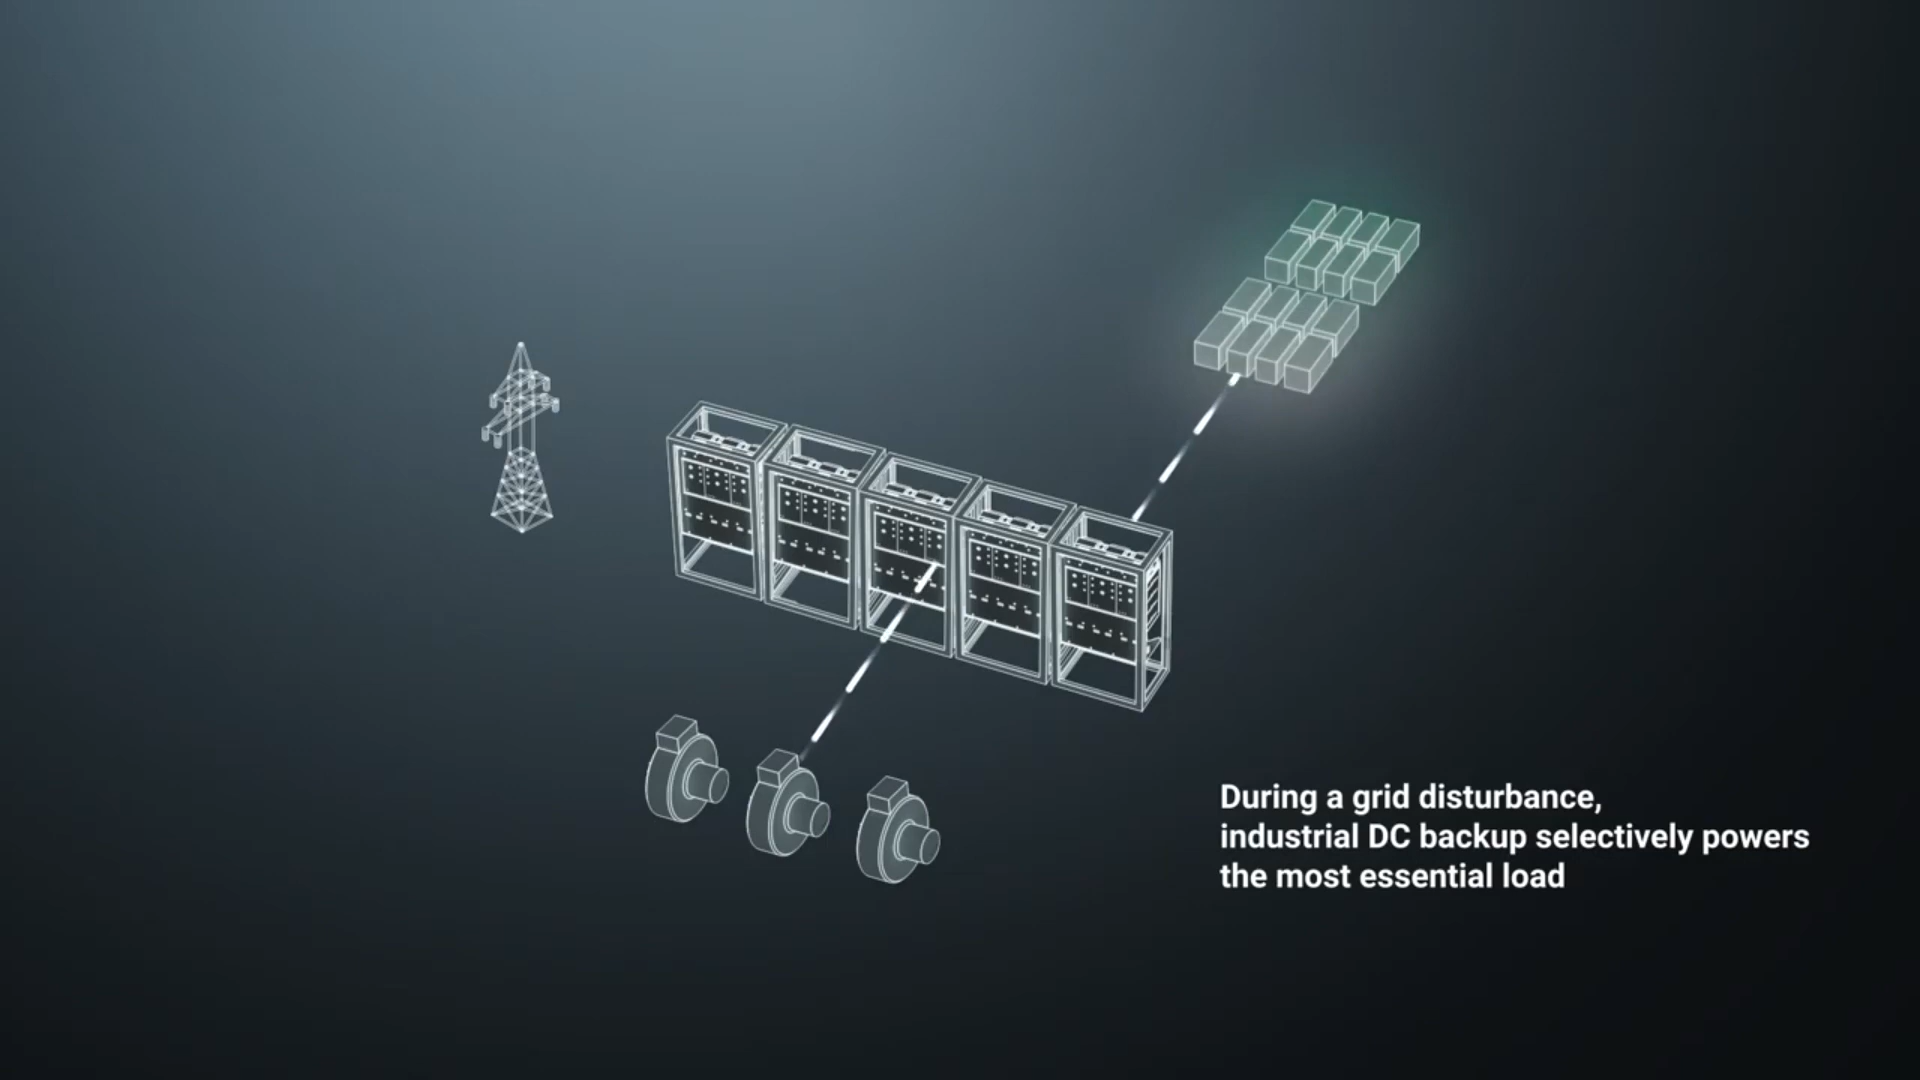 During a grid disturbance,
industrial DC backup selectively powers
the most essential load